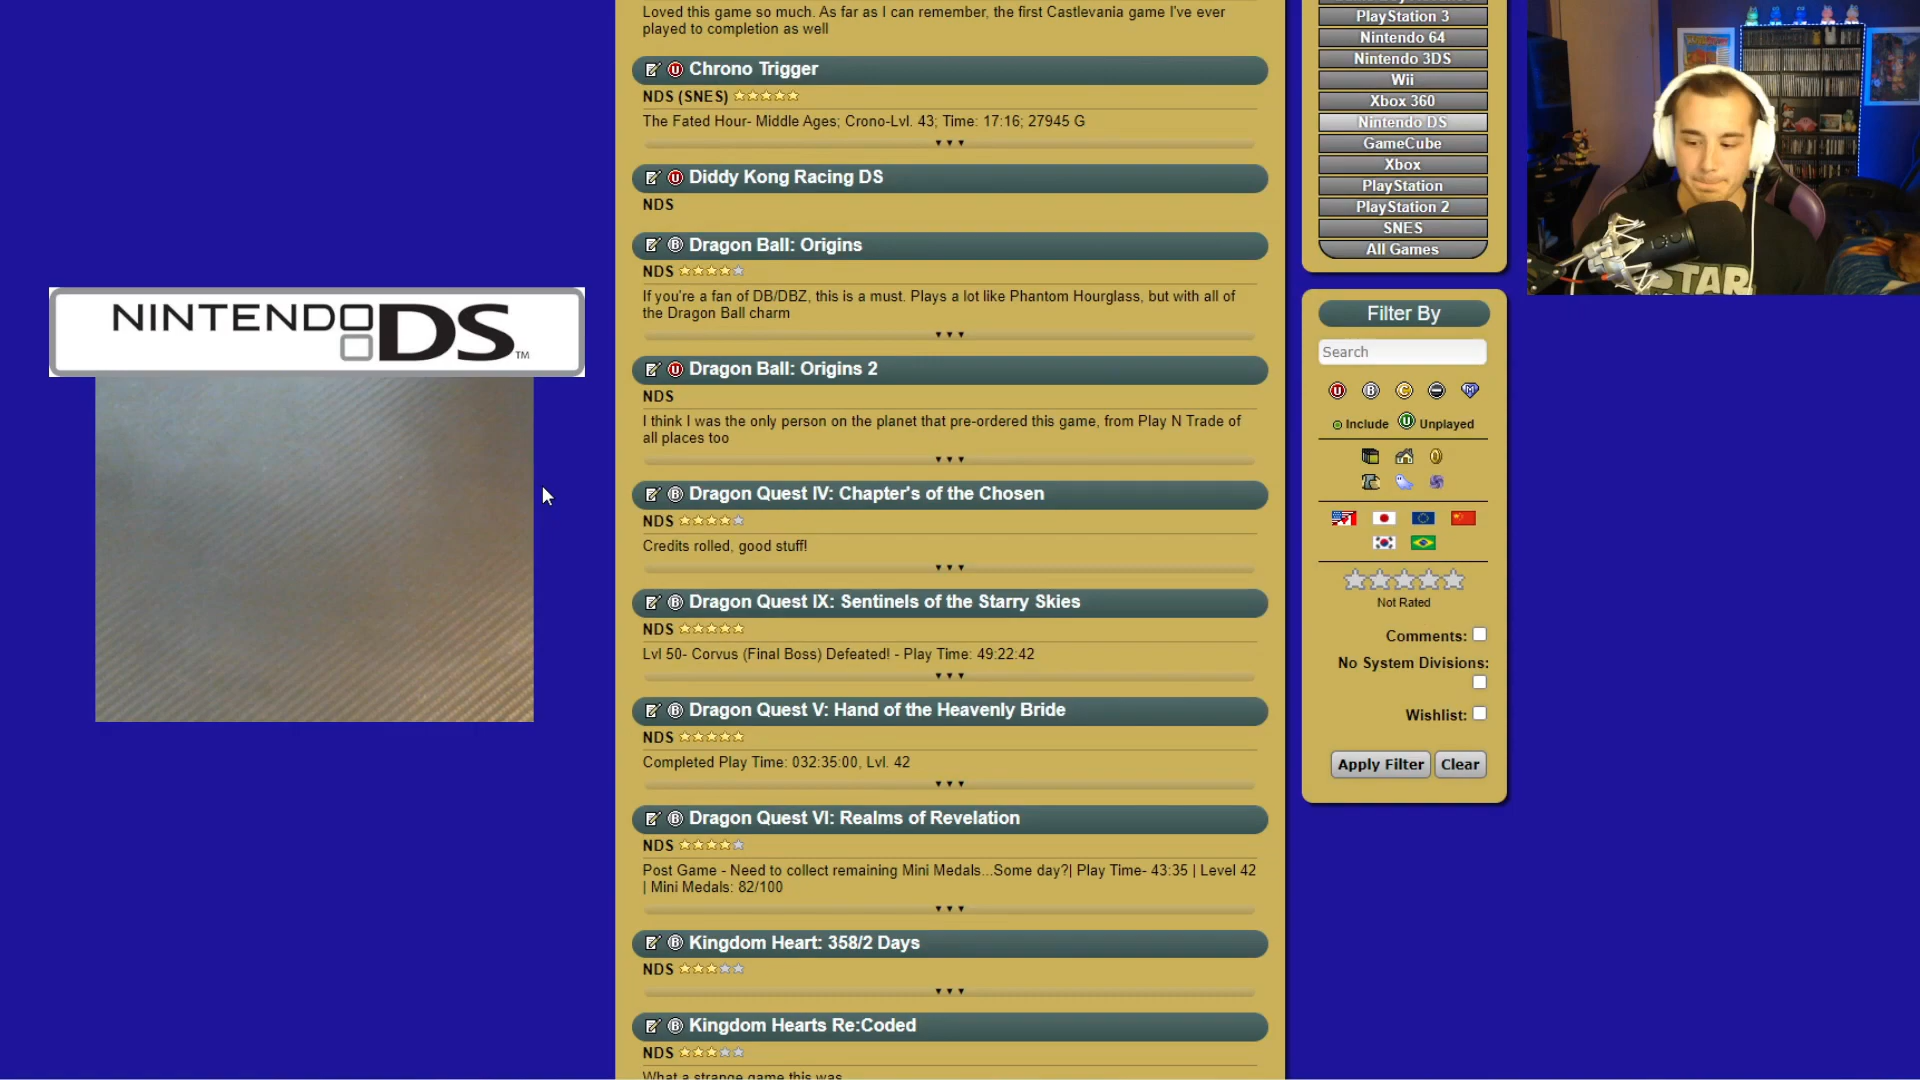 Loved this game so much. As far as I can remember, the first Castlevania game I've ever
played to completion as well
Chrono Trigger
NDS (SNES)
The Fated Hour- Middle Ages; Crono-Lvl. 43; Time: 17:16; 27945 G
Diddy Kong Racing DS
NDS
Dragon Ball: Origins
NDS
If you're a fan of DB/DBZ, this is a must. Plays a lot like Phantom Hourglass, but with all of
the Dragon Ball charm
Dragon Ball: Origins 2
NDS
I think I was the only person on the planet that pre-ordered this game, from Play N Trade of
all places too
Dragon Quest IV: Chapter's of the Chosen
NDS
Credits rolled, good stuff!
Dragon Quest IX: Sentinels of the Starry Skies
NDS
Lvl 50- Corvus (Final Boss) Defeated! - Play Time: 49:22:42
Dragon Quest V: Hand of the Heavenly Bride
NDS
Completed Play Time: 032:35:00, Lvl. 42
Dragon Quest VI: Realms of Revelation
NDS
Post Game - Need to collect remaining Mini Medals...Some day?| Play Time- 43:35 | Level 42
| Mini Medals: 82/100
Kingdom Heart: 358/2 Days
NDS
Kingdom Hearts Re:Coded
NDS
What a strange game this was
NINTENDO DS™
PlayStation 3
Nintendo 64
Nintendo 3DS
Wii
Xbox 360
Nintendo DS
GameCube
Xbox
PlayStation
PlayStation 2
SNES
All Games
Filter By
Search
U B C M
Include U Unplayed
Not Rated
Comments:
No System Divisions:
Wishlist:
Apply Filter Clear
STAR